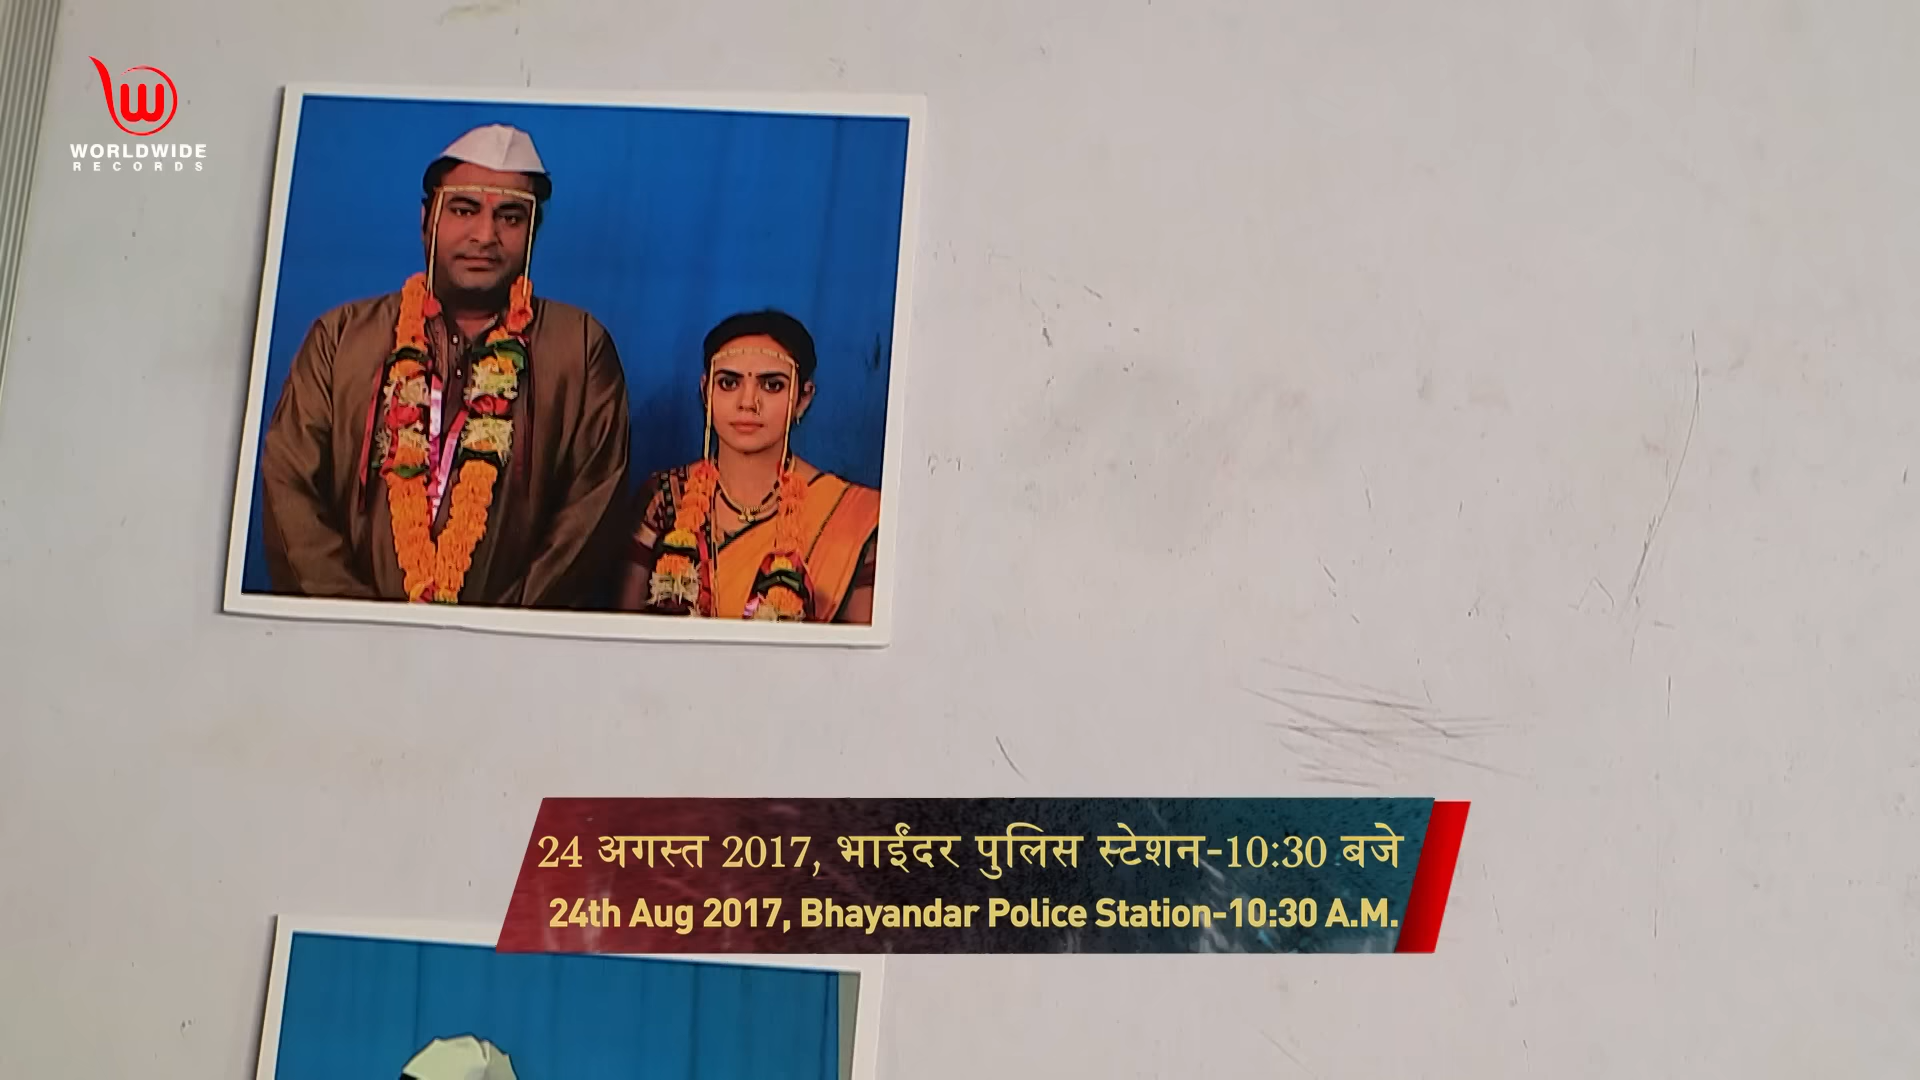 WORLDWIDE
RECORDS
24 अगस्त 2017, भाईंदर पुलिस स्टेशन-10:30 बजे
24th Aug 2017, Bhayandar Police Station-10:30 A.M.